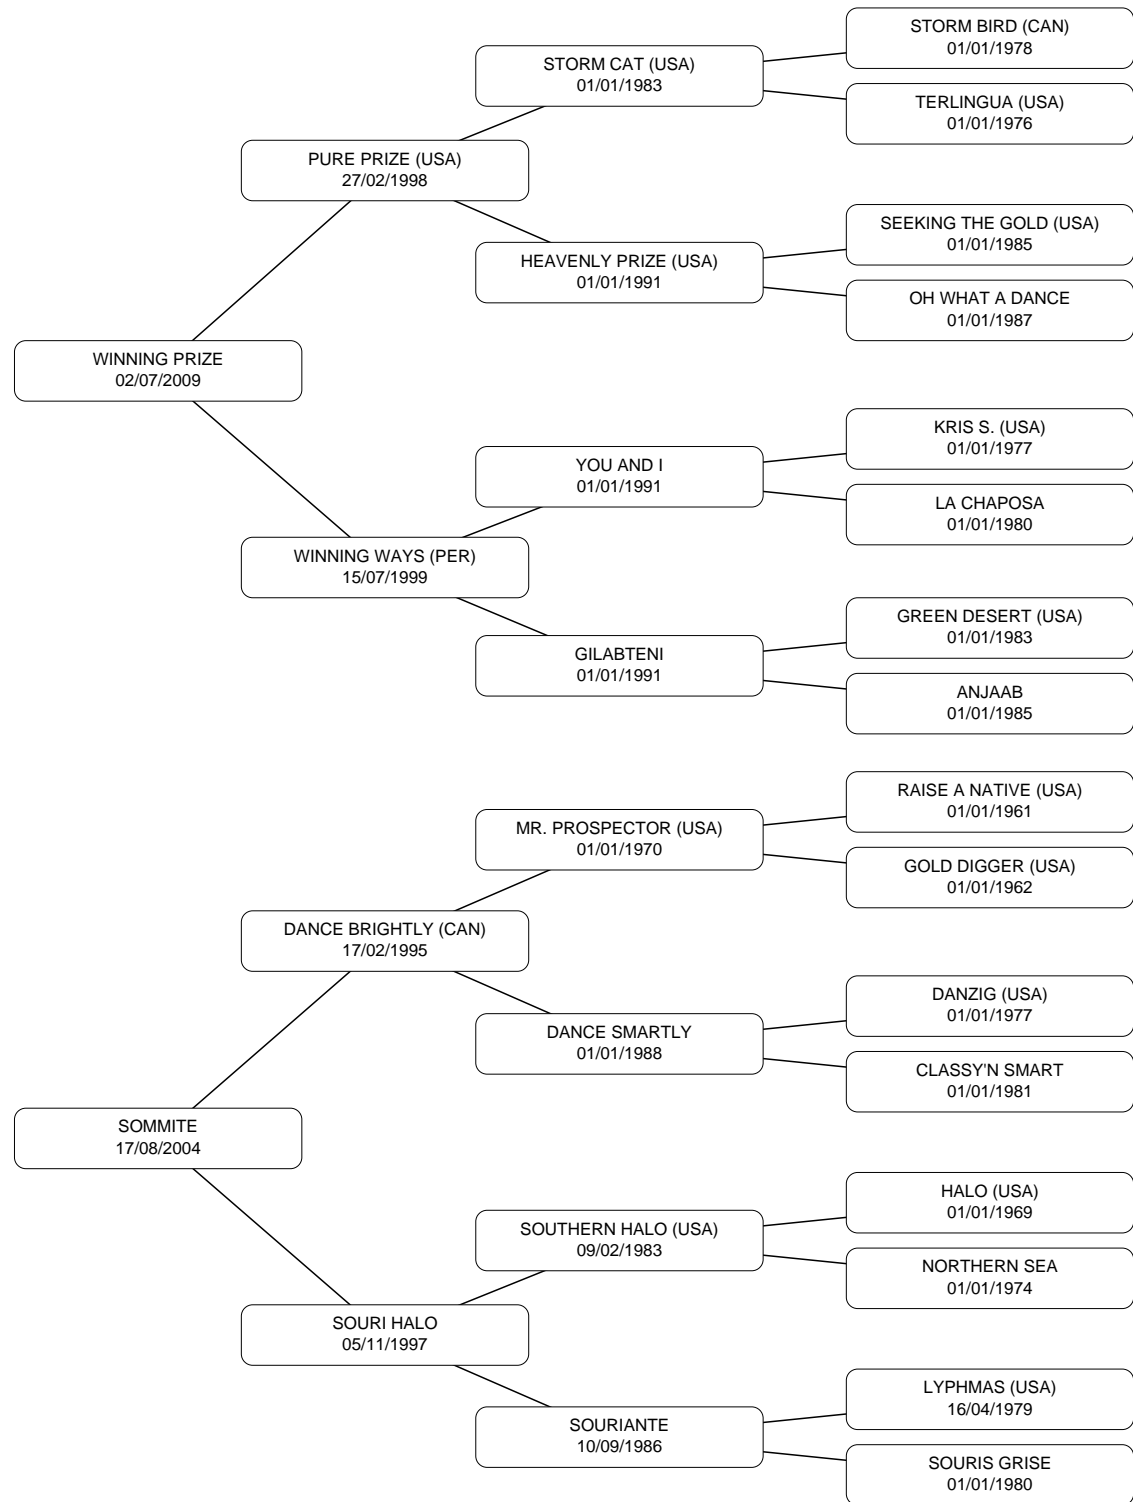 STORM BIRD (CAN)
01/01/1978
STORM CAT (USA)
01/01/1983
TERLINGUA (USA)
01/01/1976
PURE PRIZE (USA)
27/02/1998
SEEKING THE GOLD (USA)
01/01/1985
HEAVENLY PRIZE (USA)
01/01/1991
OH WHAT A DANCE
01/01/1987
WINNING PRIZE
02/07/2009
KRIS S. (USA)
01/01/1977
YOU AND I
01/01/1991
LA CHAPOSA
01/01/1980
WINNING WAYS (PER)
15/07/1999
GREEN DESERT (USA)
01/01/1983
GILABTENI
01/01/1991
ANJAAB
01/01/1985
RAISE A NATIVE (USA)
01/01/1961
MR. PROSPECTOR (USA)
01/01/1970
GOLD DIGGER (USA)
01/01/1962
DANCE BRIGHTLY (CAN)
17/02/1995
DANZIG (USA)
01/01/1977
DANCE SMARTLY
01/01/1988
CLASSY'N SMART
01/01/1981
SOMMITE
17/08/2004
HALO (USA)
01/01/1969
SOUTHERN HALO (USA)
09/02/1983
NORTHERN SEA
01/01/1974
SOURI HALO
05/11/1997
LYPHMAS (USA)
16/04/1979
SOURIANTE
10/09/1986
SOURIS GRISE
01/01/1980